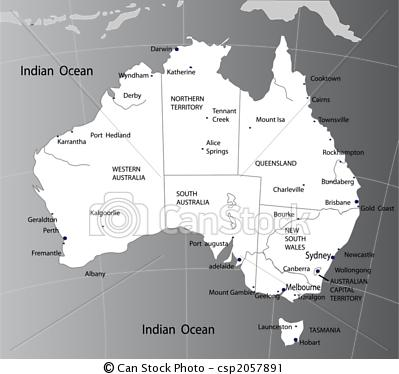 Darwin
Indian Ocean
Wyndham
Katherine
Derby
Cooktown
Cairns
NORTHERN
TERRITORY
Tennant
Creek
Mount Isa
Townsville
Karrantha
Port Hedland
Alice
Springs
Rockhampton
WESTERN
AUSTRALIA
QUEENSLAND
SOUTH
AUSTRALIA
Charleville
Bundaberg
Brisbane
Gold Coast
Geraldton
Kalgoorlie
Bourke
Perth
Fremantle
NEW
SOUTH
WALES
Port augusta
Sydney
Newcastle
adelaide
Canberra
Wollongong
Albany
AUSTRALIAN
CAPITAL
TERRITORY
Mount Gambier
Melbourne
Geelong
Traralgon
Indian Ocean
Launceston
TASMANIA
Hobart
© CanStockPhoto
© Can Stock Photo - csp2057891